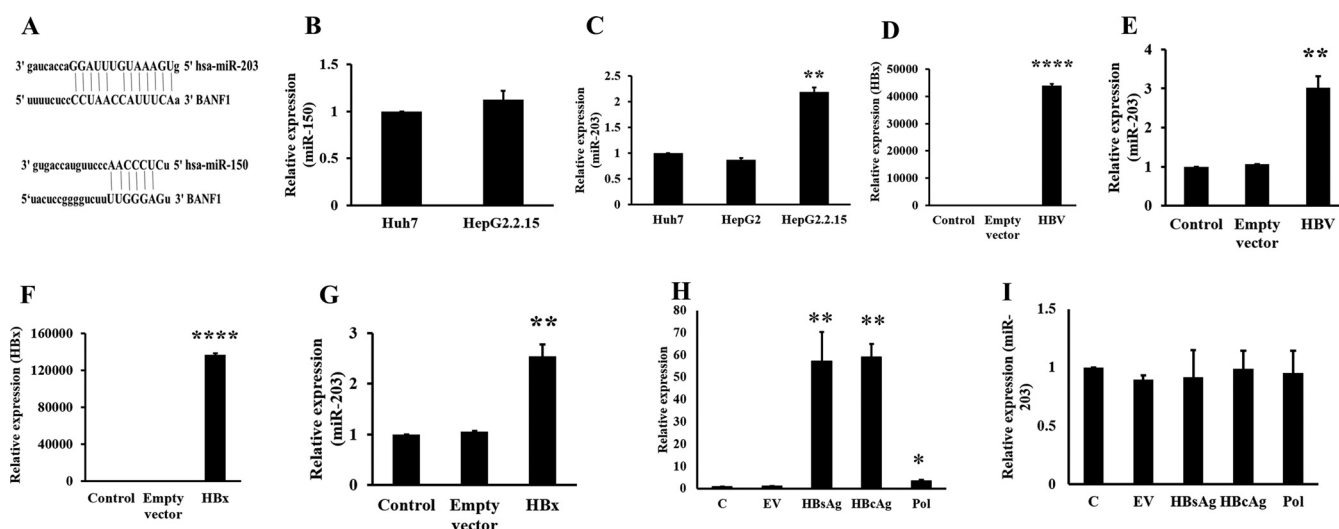 A
3' gaucaccaGGAUUUGUAAAGUg 5' hsa-miR-203
5' uuuucuccCCUAACCAUUUCAa 3' BANF1
3' gugaccauguucccAACCCUCu 5' hsa-miR-150
5'uacuccggggucuuUUGGGAGu 3' BANF1
B
Relative expression
(miR-150)
1.5
1
0.5
0
Huh7 HepG2.2.15
C
Relative expression
(miR-203)
2.5
2
1.5
1
0.5
0
**
Huh7 HepG2 HepG2.2.15
D
Relative expression (HBx)
50000
40000
30000
20000
10000
0
****
Control Empty HBV
vector
E
Relative expression
(miR-203)
4
3
2
1
0
**
Control Empty HBV
vector
F
Relative expression (HBx)
160000
120000
80000
40000
0
****
Control Empty HBx
vector
G
Relative expression
(miR-203)
3
2
1
0
**
Control Empty HBx
vector
H
Relative expression
80
70
60
50
40
30
20
10
0
** ** *
C EV HBsAg HBcAg Pol
I
Relative expression (miR-
203)
1.5
1
0.5
0
C EV HBsAg HBcAg Pol